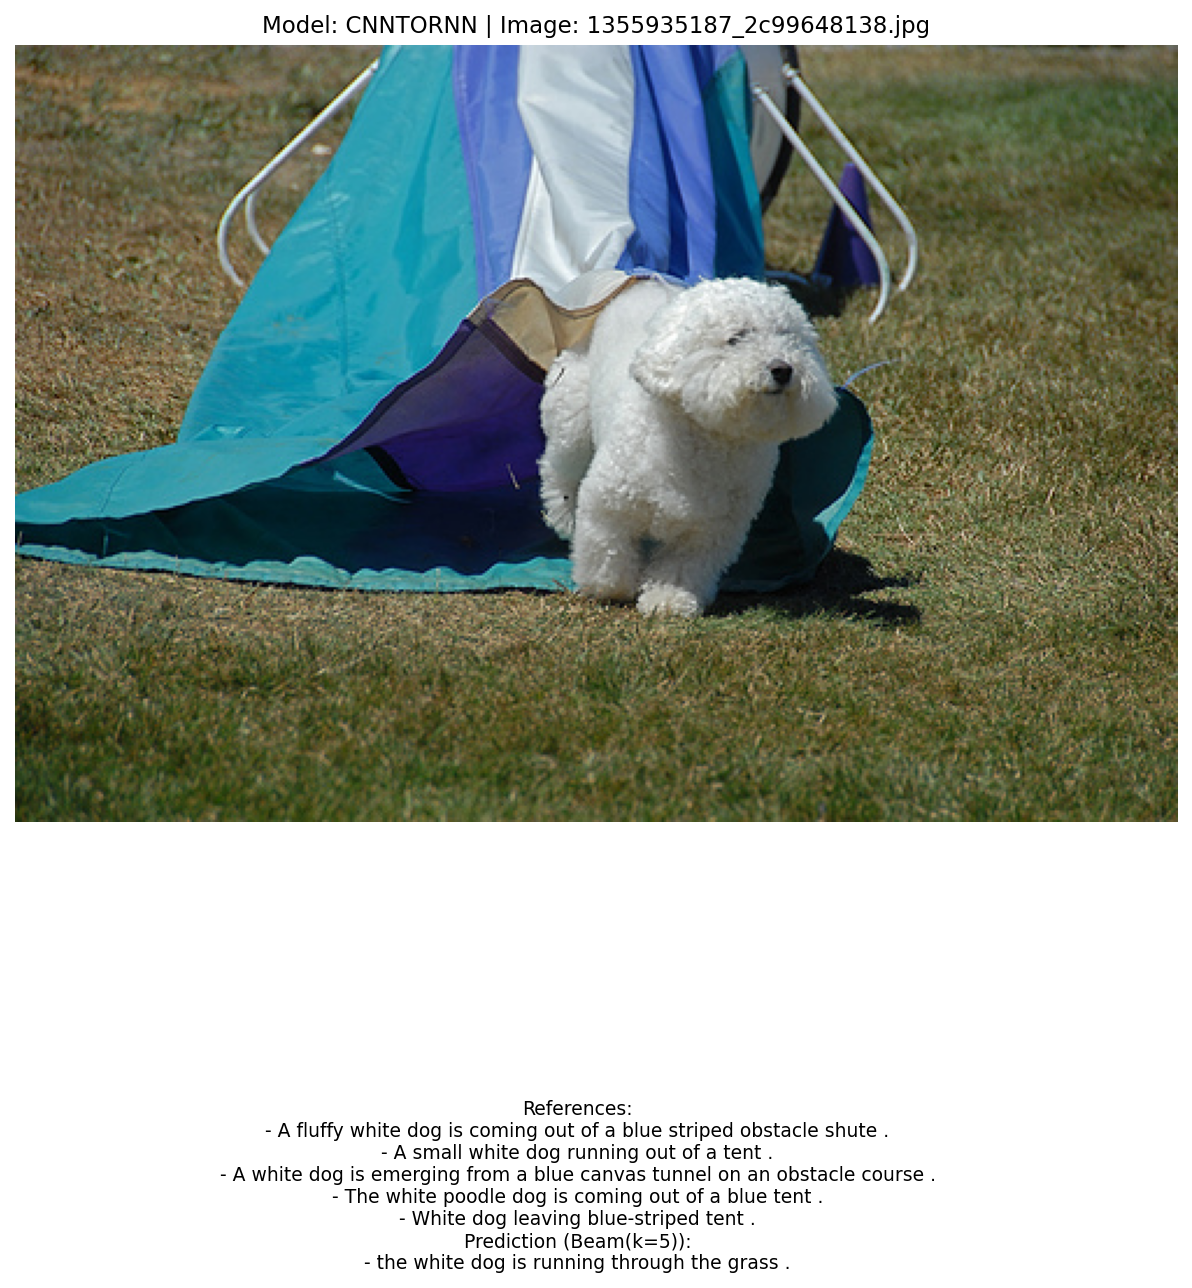 Model: CNNTORNN | Image: 1355935187_2c99648138.jpg
References:
- A fluffy white dog is coming out of a blue striped obstacle shute .
- A small white dog running out of a tent .
- A white dog is emerging from a blue canvas tunnel on an obstacle course .
- The white poodle dog is coming out of a blue tent .
- White dog leaving blue-striped tent .
Prediction (Beam(k=5)):
- the white dog is running through the grass .